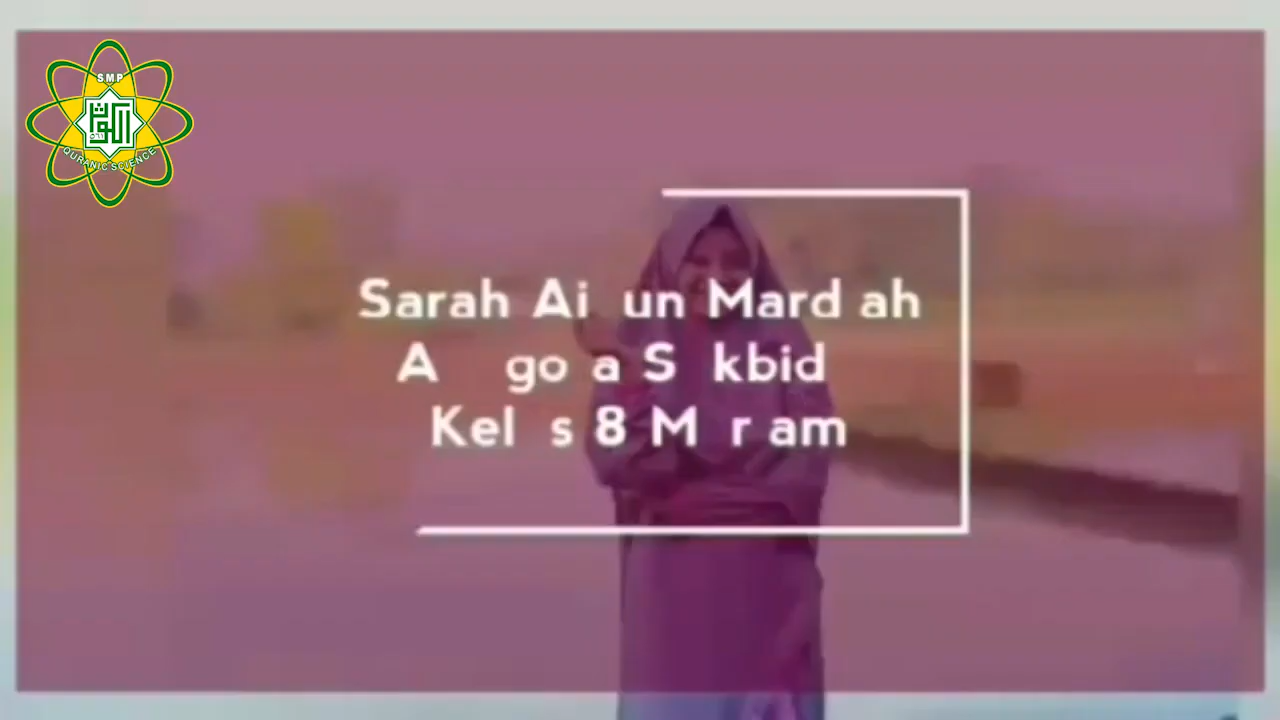 SMP
QURANIC SCIENCE
Sarah Ai un Mard ah
A go a S kbid
Kel s 8 M r am